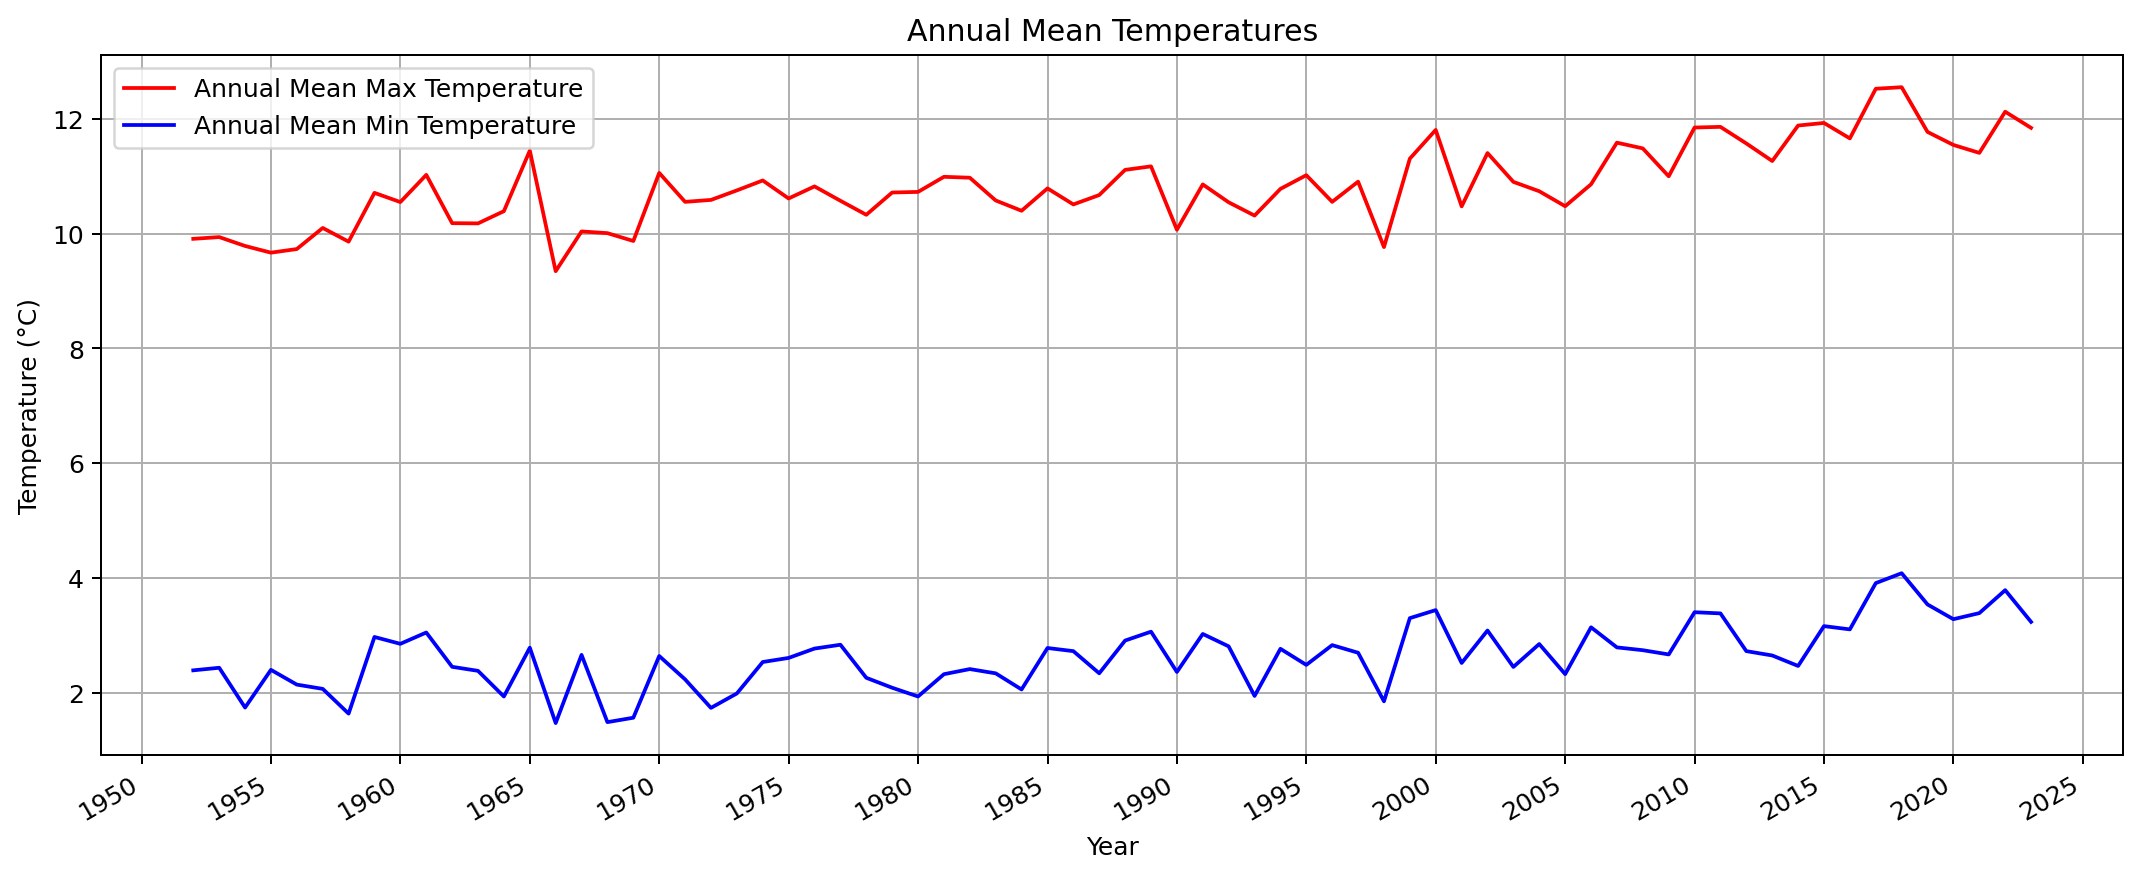 Annual Mean Temperatures
Annual Mean Max Temperature
Annual Mean Min Temperature
12
10
8
6
4
2
Temperature (°C)
1950 1955 1960 1965 1970 1975 1980 1985 1990 1995 2000 2005 2010 2015 2020 2025
Year